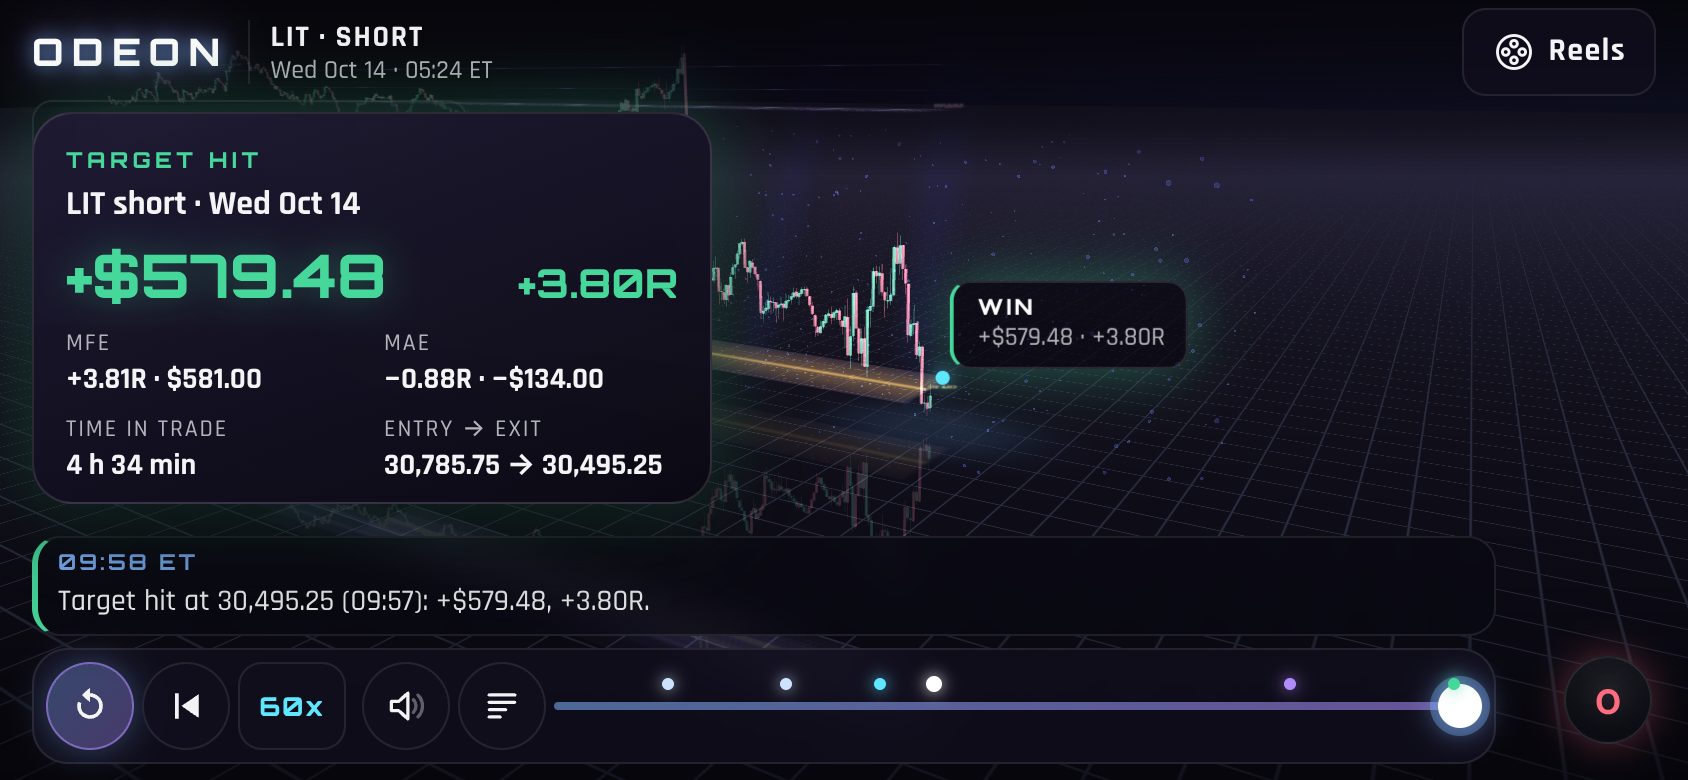 ODEON
LIT · SHORT
Wed Oct 14 · 05:24 ET
Reels
TARGET HIT
LIT short · Wed Oct 14
+$579.48 +3.80R
MFE MAE
+3.81R · $581.00 −0.88R · −$134.00
TIME IN TRADE ENTRY → EXIT
4 h 34 min 30,785.75 → 30,495.25
WIN
+$579.48 · +3.80R
09:58 ET
Target hit at 30,495.25 (09:57): +$579.48, +3.80R.
60x
O